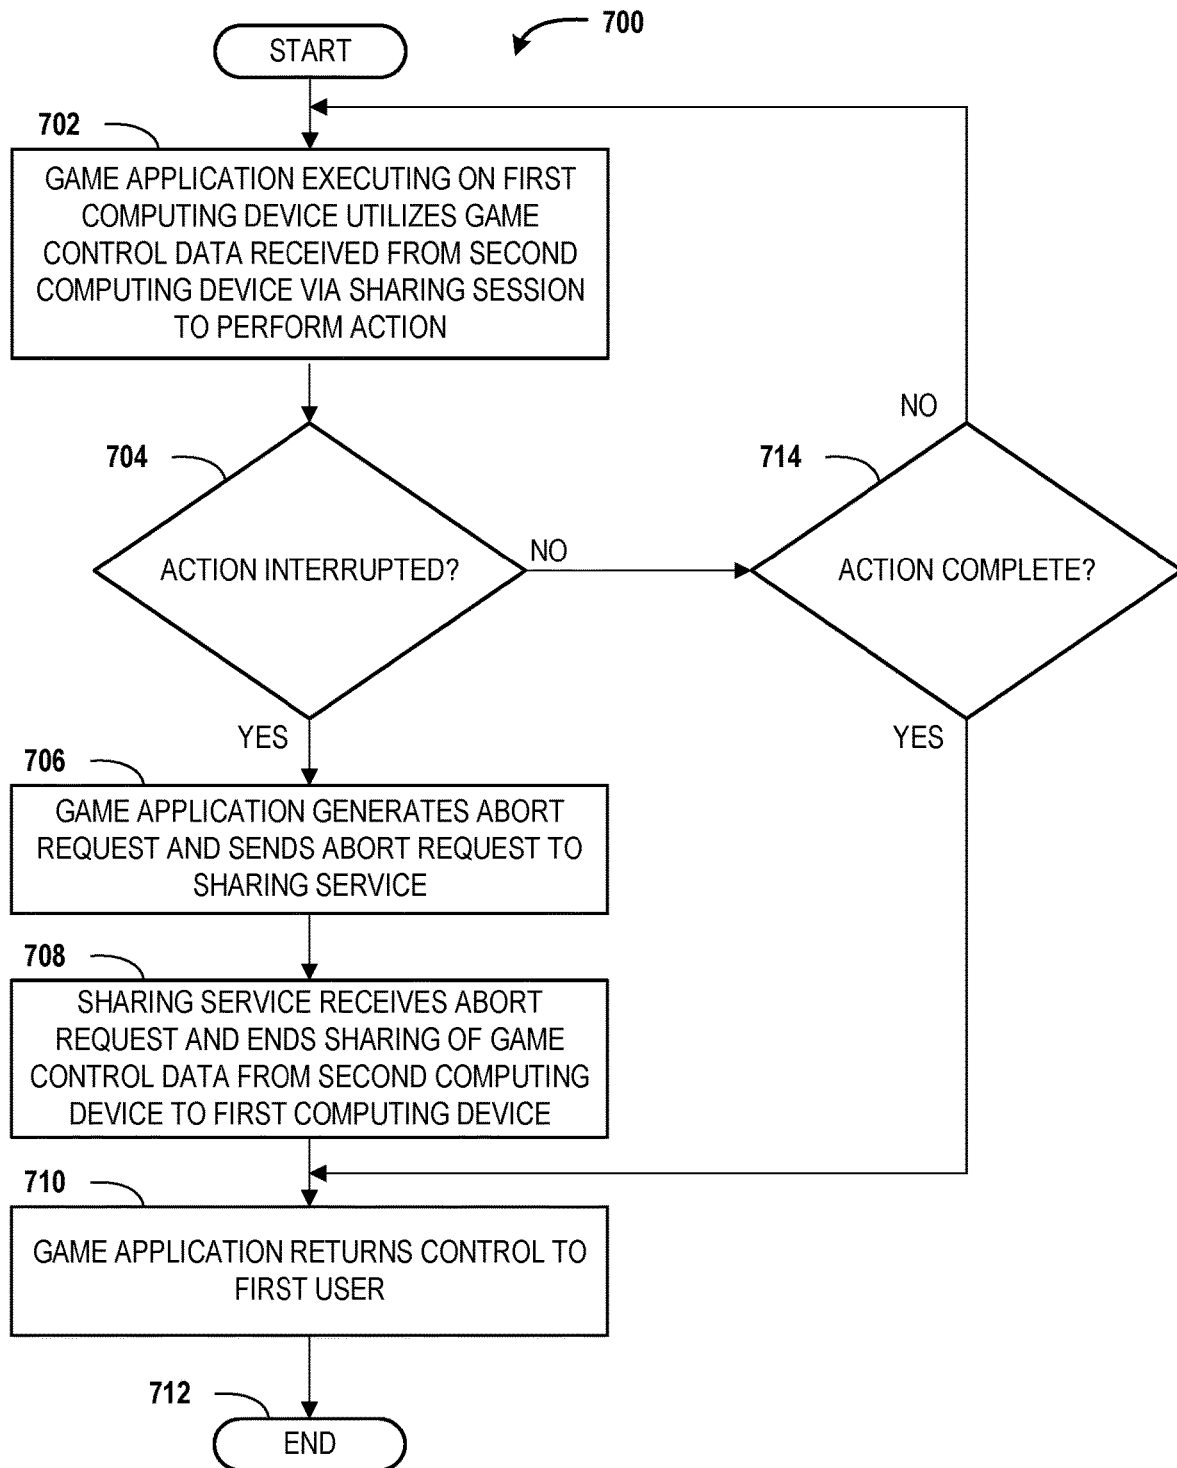 700
START
702
GAME APPLICATION EXECUTING ON FIRST
COMPUTING DEVICE UTILIZES GAME
CONTROL DATA RECEIVED FROM SECOND
COMPUTING DEVICE VIA SHARING SESSION
TO PERFORM ACTION
NO
704
714
ACTION INTERRUPTED?
NO
ACTION COMPLETE?
YES
YES
706
GAME APPLICATION GENERATES ABORT
REQUEST AND SENDS ABORT REQUEST TO
SHARING SERVICE
708
SHARING SERVICE RECEIVES ABORT
REQUEST AND ENDS SHARING OF GAME
CONTROL DATA FROM SECOND COMPUTING
DEVICE TO FIRST COMPUTING DEVICE
710
GAME APPLICATION RETURNS CONTROL TO
FIRST USER
712
END